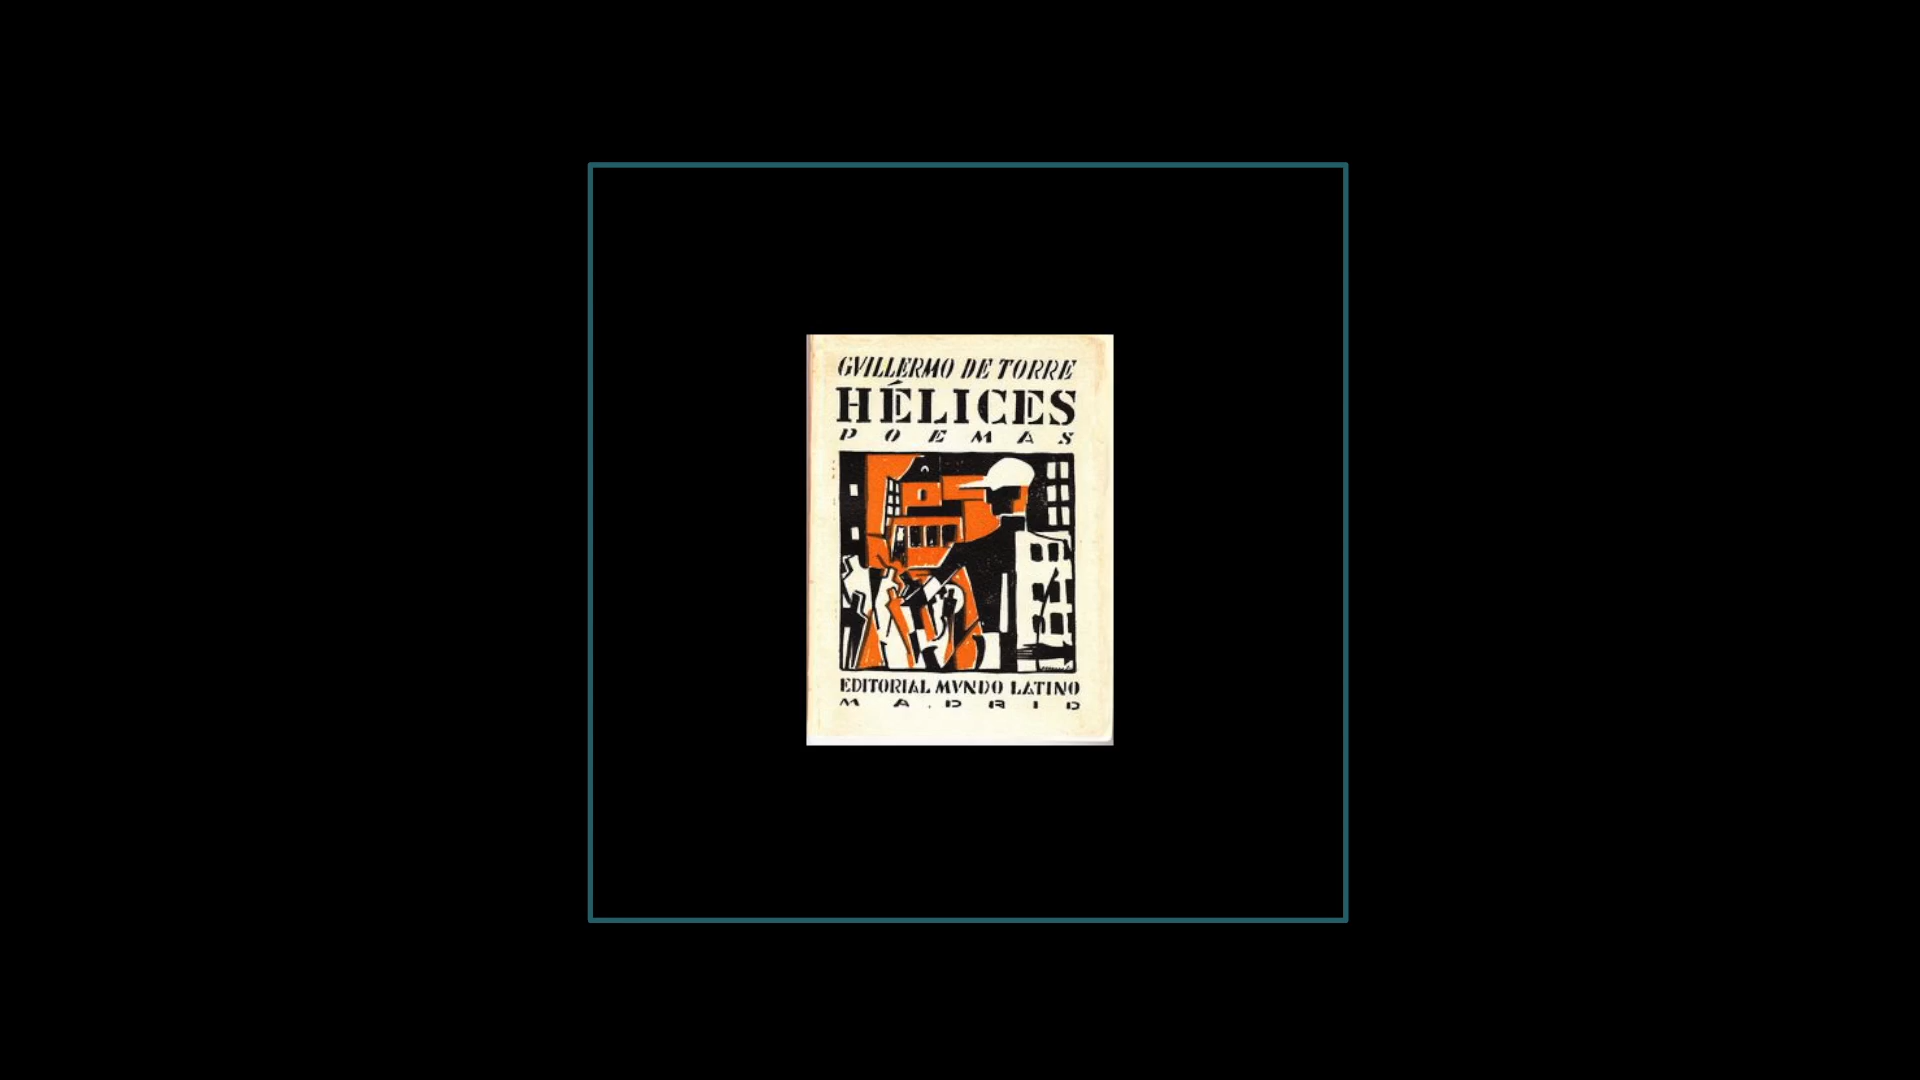 GVILLERMO DE TORRE
HÉLICES
POEMAS
EDITORIAL MVNDO LATINO
MADRID